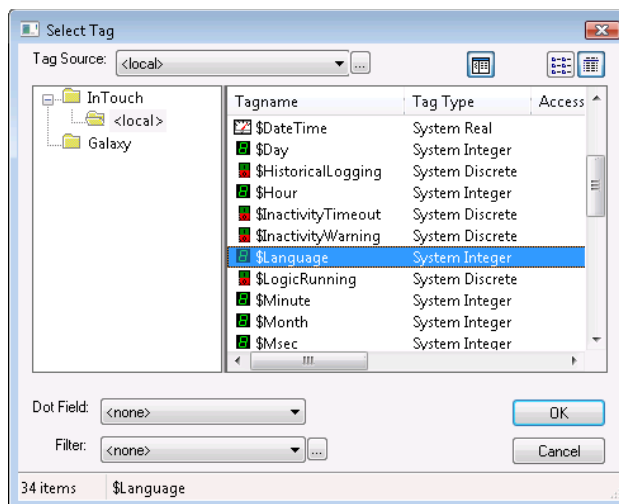 Select Tag
Tag Source: <local> ...
InTouch
<local>
Galaxy
Tagname Tag Type Access
$DateTime System Real
$Day System Integer
$HistoricalLogging System Discrete
$Hour System Integer
$InactivityTimeout System Discrete
$InactivityWarning System Discrete
$Language System Integer
$LogicRunning System Discrete
$Minute System Integer
$Month System Integer
$Msec System Integer
Dot Field: <none> OK
Filter: <none> ... Cancel
34 items $Language